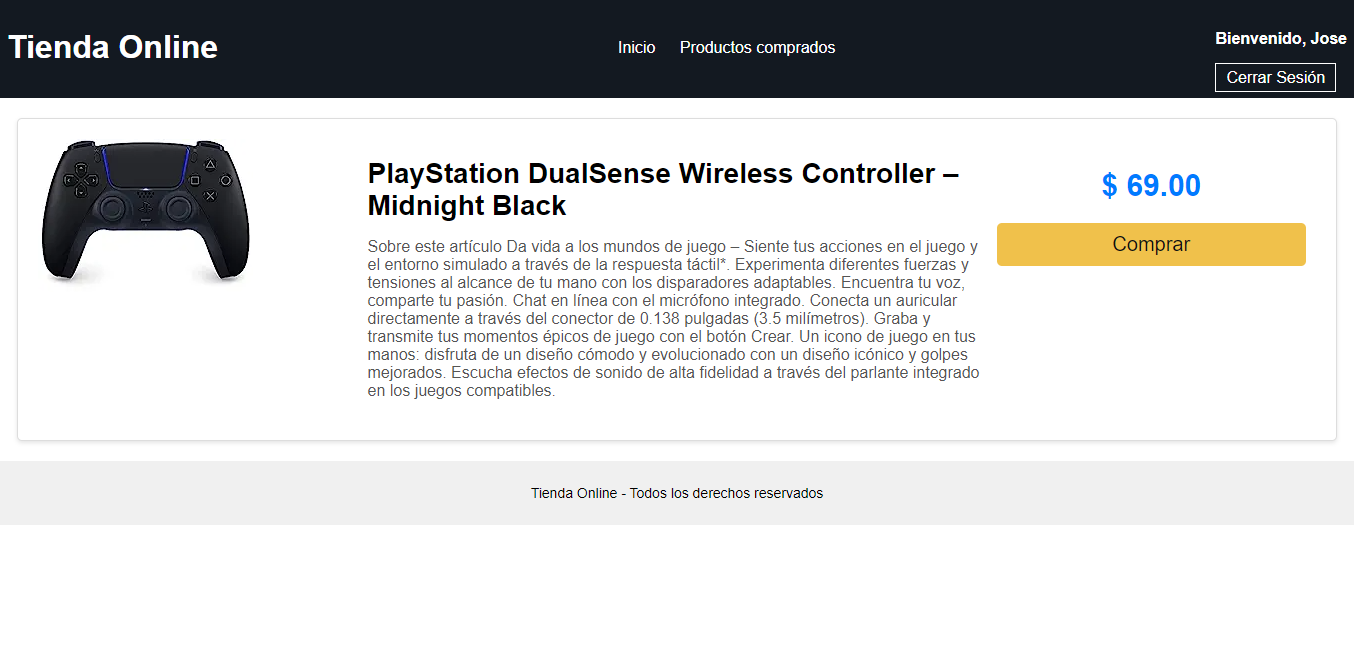 Tienda Online
Inicio
Productos comprados
Bienvenido, Jose
Cerrar Sesión
PlayStation DualSense Wireless Controller –
Midnight Black
Sobre este artículo Da vida a los mundos de juego – Siente tus acciones en el juego y
el entorno simulado a través de la respuesta táctil*. Experimenta diferentes fuerzas y
tensiones al alcance de tu mano con los disparadores adaptables. Encuentra tu voz,
comparte tu pasión. Chat en línea con el micrófono integrado. Conecta un auricular
directamente a través del conector de 0.138 pulgadas (3.5 milímetros). Graba y
transmite tus momentos épicos de juego con el botón Crear. Un icono de juego en tus
manos: disfruta de un diseño cómodo y evolucionado con un diseño icónico y golpes
mejorados. Escucha efectos de sonido de alta fidelidad a través del parlante integrado
en los juegos compatibles.
$ 69.00
Comprar
Tienda Online - Todos los derechos reservados